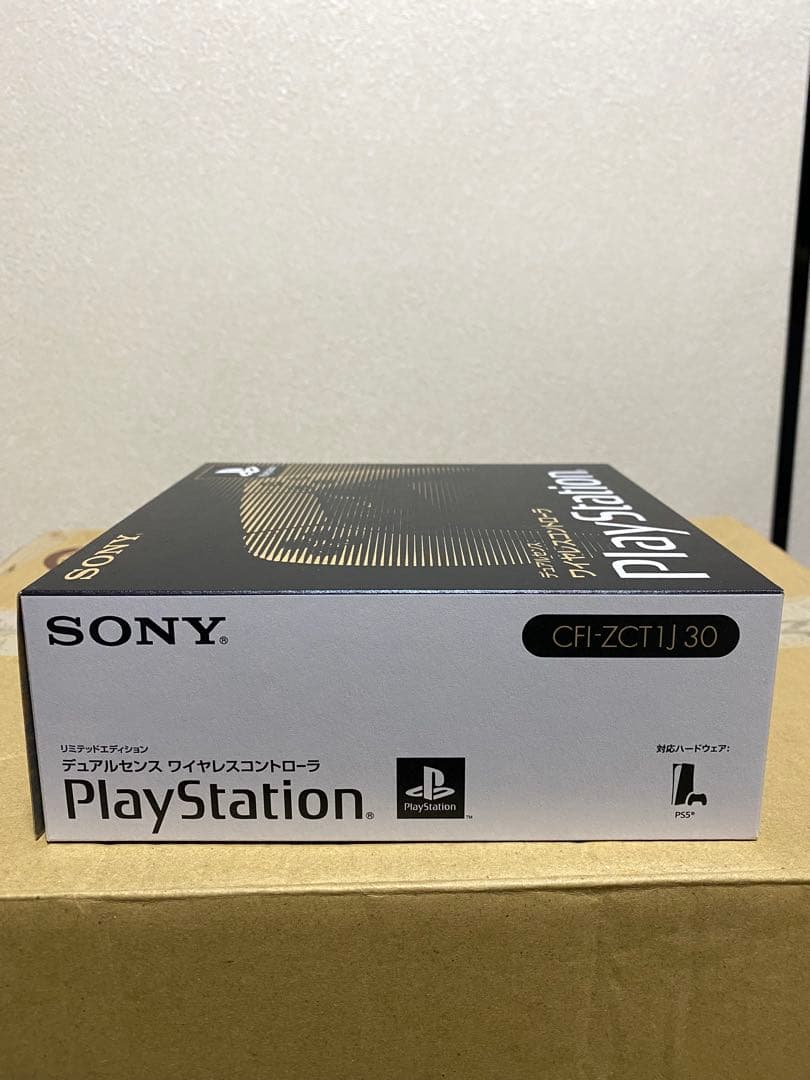 SONY
PlayStation
ワイヤレスコントローラ
デュアルセンス
SONY®
CFI-ZCT1J 30
リミテッドエディション
デュアルセンス ワイヤレスコントローラ
PlayStation®
PlayStation™
対応ハードウェア:
PS5®